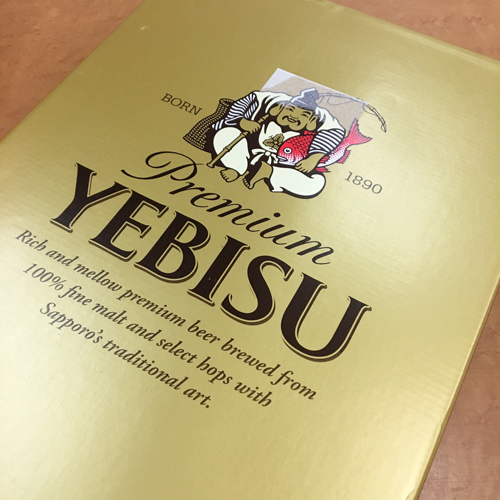 BORN
1890
Premium
YEBISU
Rich and mellow premium beer brewed from
100% fine malt and select hops with
Sapporo's traditional art.